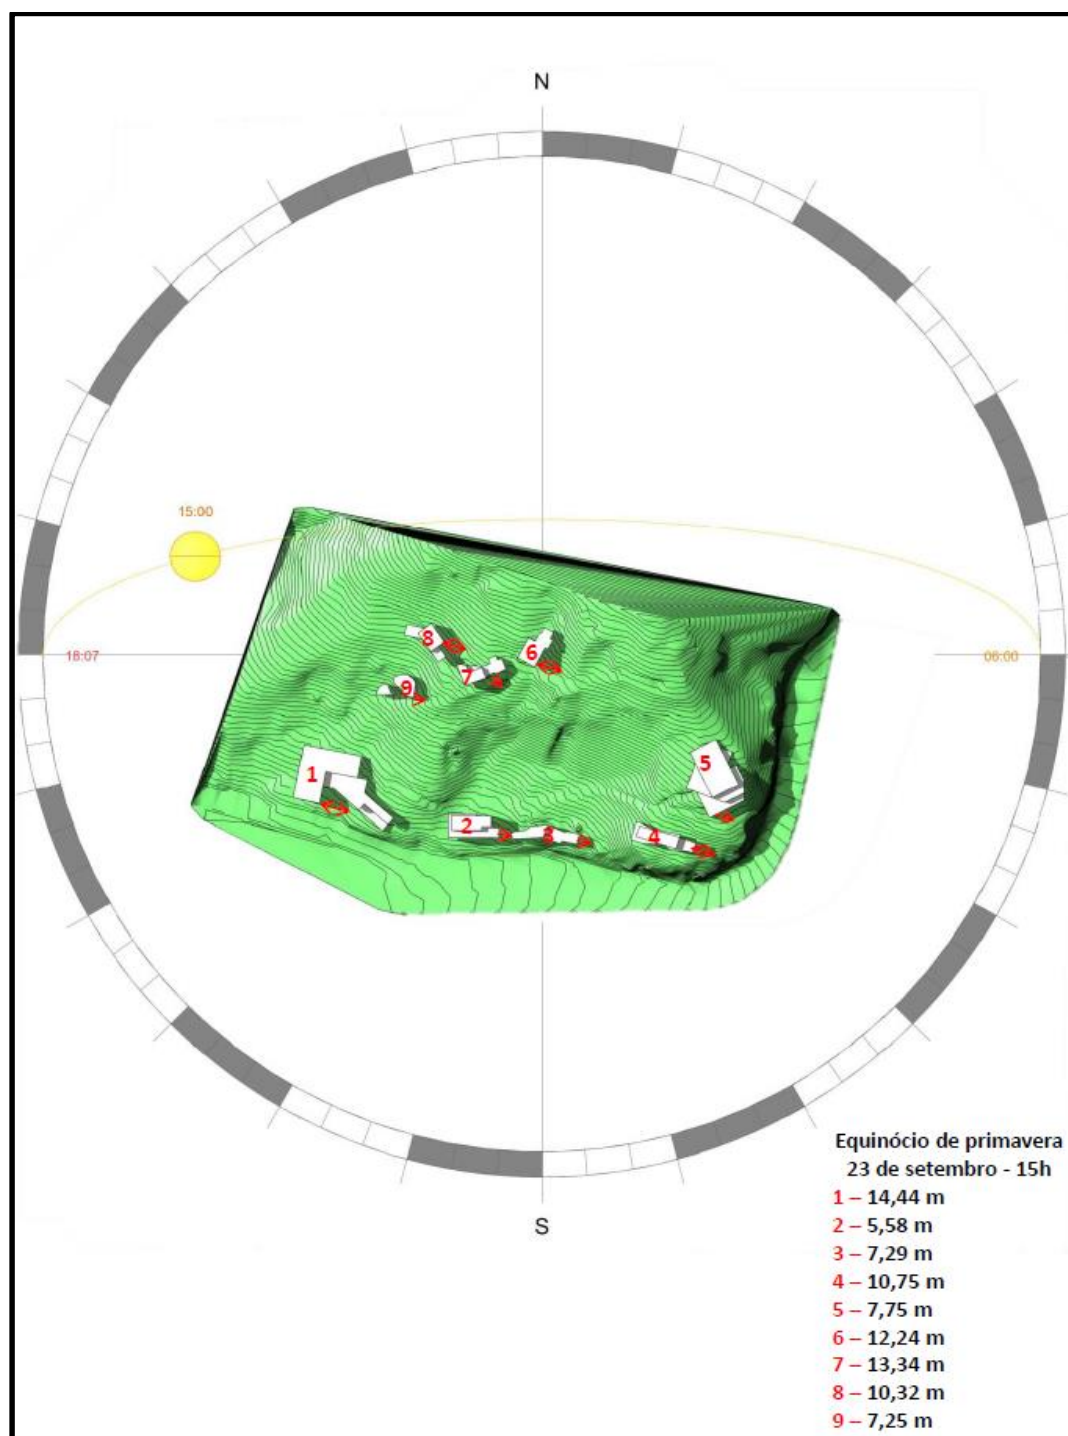 N
15:00
18:07
06:00
8
6
7
9
1
5
2
3
4
S
Equinócio de primavera
23 de setembro - 15h
1 – 14,44 m
2 – 5,58 m
3 – 7,29 m
4 – 10,75 m
5 – 7,75 m
6 – 12,24 m
7 – 13,34 m
8 – 10,32 m
9 – 7,25 m